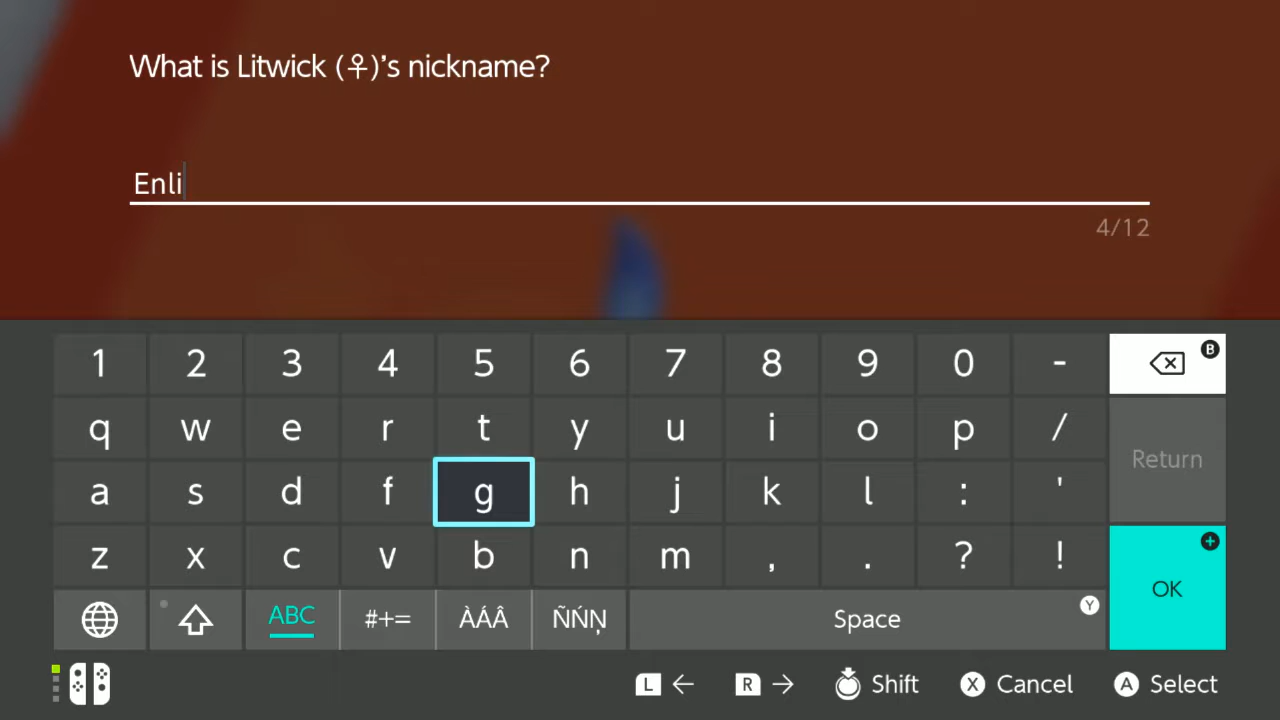 What is Litwick (♀)'s nickname?
Enli
4/12
1 2 3 4 5 6 7 8 9 0 - B
q w e r t y u i o p / Return
a s d f g h j k l : '
z x c v b n m , . ? ! + OK
ABC #+= ÀÁÂ ÑŃŅ Space Y
L ← R → Shift X Cancel A Select